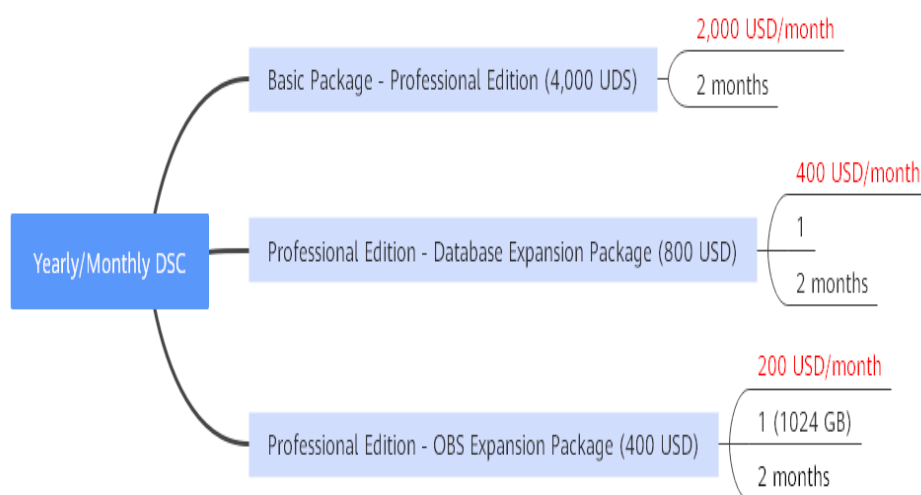 2,000 USD/month
Basic Package - Professional Edition (4,000 UDS)
2 months
400 USD/month
1
Yearly/Monthly DSC
Professional Edition - Database Expansion Package (800 USD)
2 months
200 USD/month
1 (1024 GB)
Professional Edition - OBS Expansion Package (400 USD)
2 months